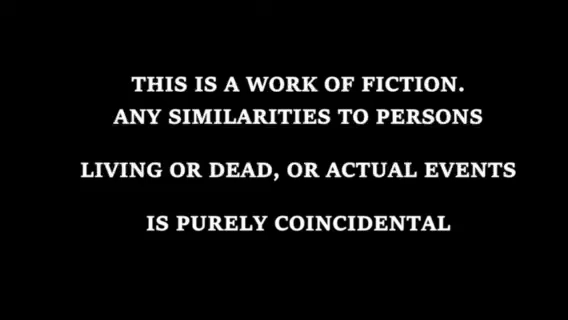 THIS IS A WORK OF FICTION.
ANY SIMILARITIES TO PERSONS
LIVING OR DEAD, OR ACTUAL EVENTS
IS PURELY COINCIDENTAL